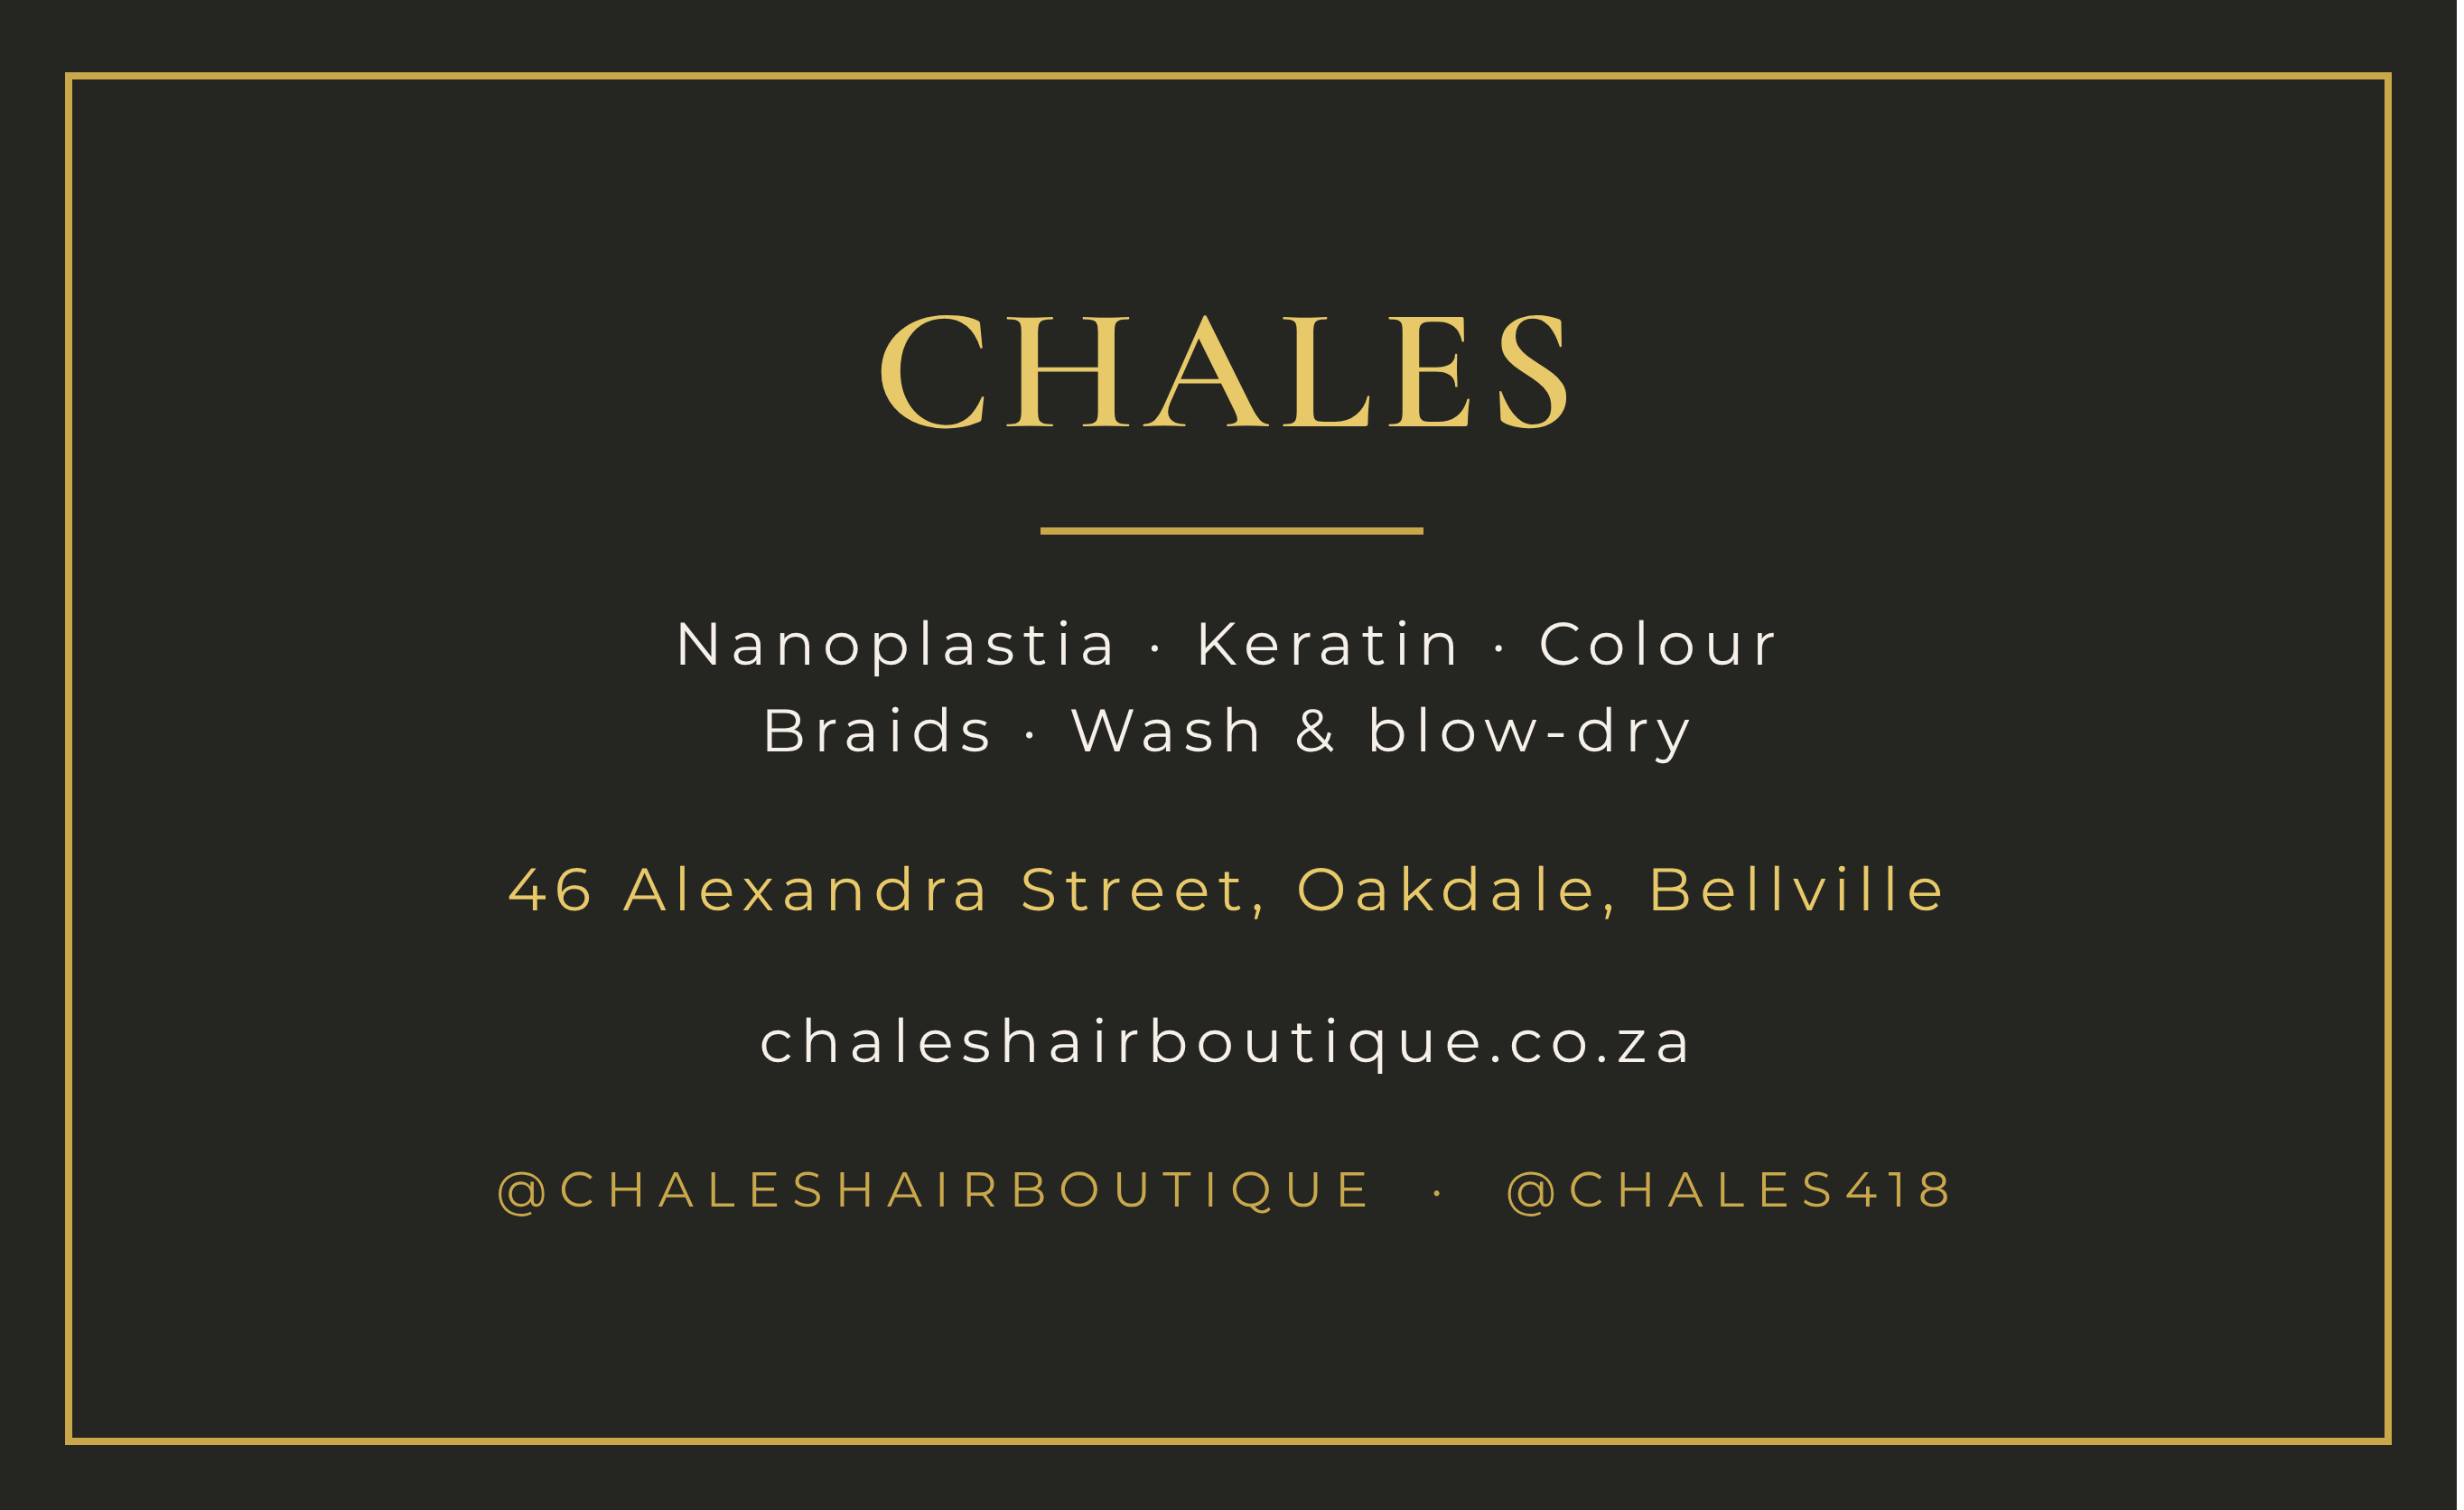 CHALES
Nanoplastia · Keratin · Colour
Braids · Wash & blow-dry
46 Alexandra Street, Oakdale, Bellville
chaleshairboutique.co.za
@CHALESHAIRBOUTIQUE · @CHALES418